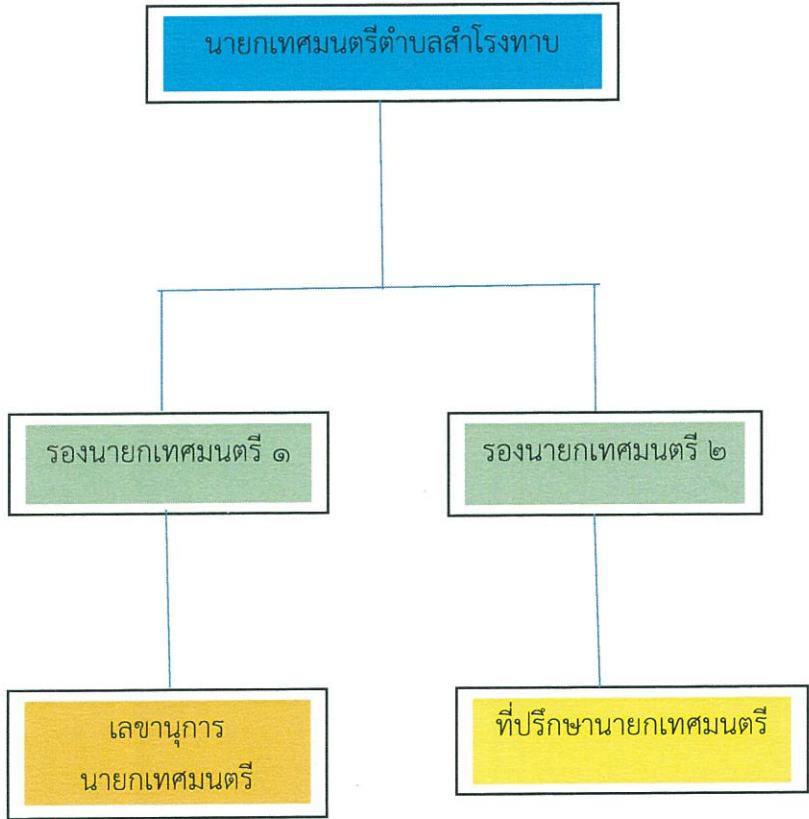 นายกเทศมนตรีตำบลสำโรงทาบ
รองนายกเทศมนตรี ๑
รองนายกเทศมนตรี ๒
เลขานุการ
นายกเทศมนตรี
ที่ปรึกษานายกเทศมนตรี